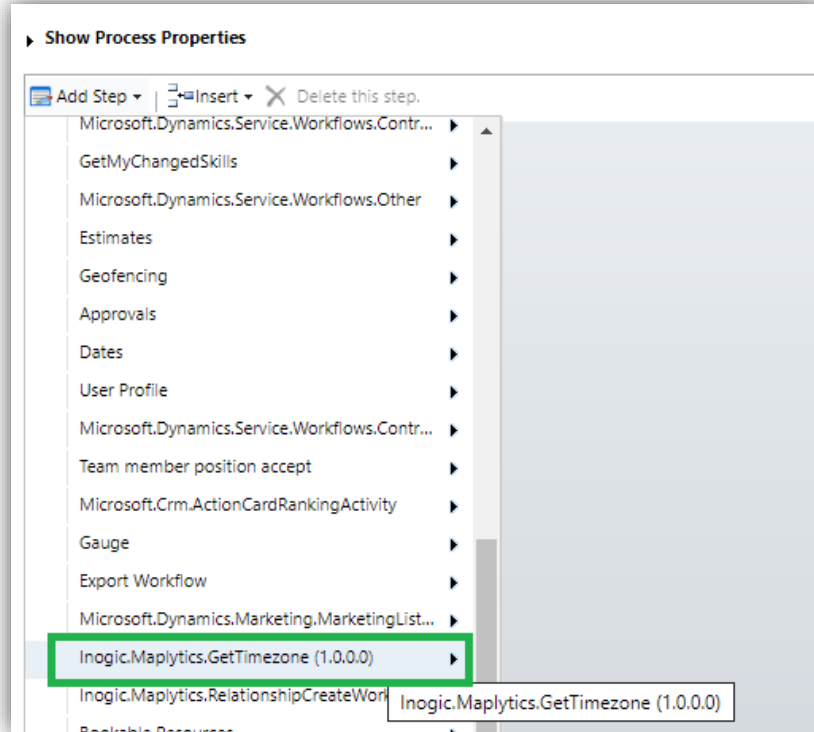 Show Process Properties
Add Step Insert Delete this step.
Microsoft.Dynamics.Service.Workflows.Contr...
GetMyChangedSkills
Microsoft.Dynamics.Service.Workflows.Other
Estimates
Geofencing
Approvals
Dates
User Profile
Microsoft.Dynamics.Service.Workflows.Contr...
Team member position accept
Microsoft.Crm.ActionCardRankingActivity
Gauge
Export Workflow
Microsoft.Dynamics.Marketing.MarketingList...
Inogic.Maplytics.GetTimezone (1.0.0.0)
Inogic.Maplytics.RelationshipCreateWork
Inogic.Maplytics.GetTimezone (1.0.0.0)
Bookable Resources